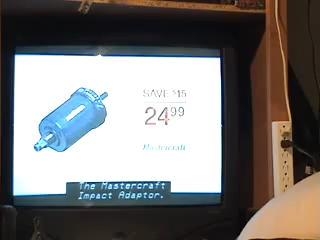 SAVE $15
24.99
Mastercraft
The Mastercraft
Impact Adaptor.